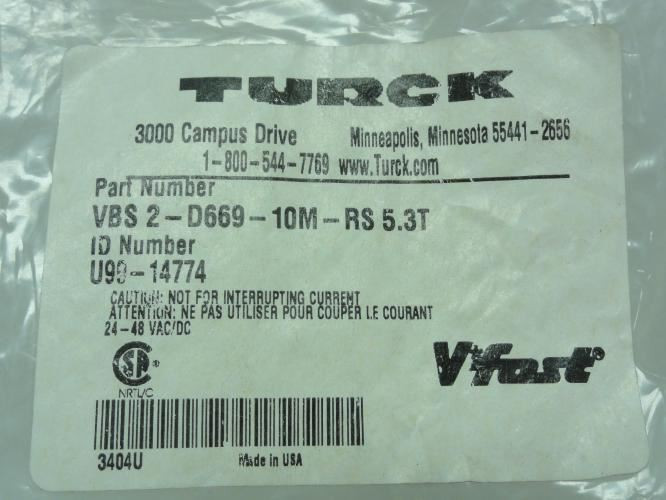 TURCK
3000 Campus Drive Minneapolis, Minnesota 55441-2656
1-800-544-7769 www.Turck.com
Part Number
VBS 2-D669-10M-RS 5.3T
ID Number
U99-14774
CAUTION: NOT FOR INTERRUPTING CURRENT
ATTENTION: NE PAS UTILISER POUR COUPER LE COURANT
24-48 VAC/DC
SA
NRTL/C
V•fast®
3404U Made in USA